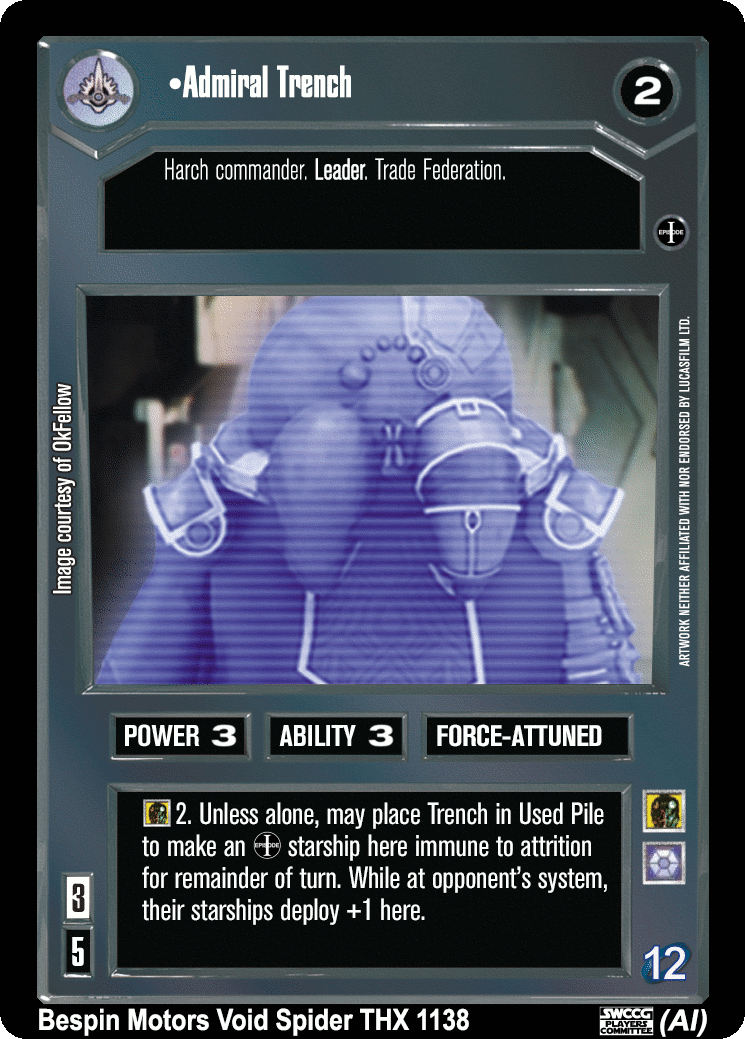 •Admiral Trench
2
Harch commander. Leader. Trade Federation.
EPISODE I
Image courtesy of OkFellow
ARTWORK NEITHER AFFILIATED WITH NOR ENDORSED BY LUCASFILM LTD.
POWER 3
ABILITY 3
FORCE-ATTUNED
2. Unless alone, may place Trench in Used Pile
to make an EPISODE I starship here immune to attrition
for remainder of turn. While at opponent's system,
their starships deploy +1 here.
3
5
12
Bespin Motors Void Spider THX 1138
SWCCG
PLAYERS
COMMITTEE
(AI)